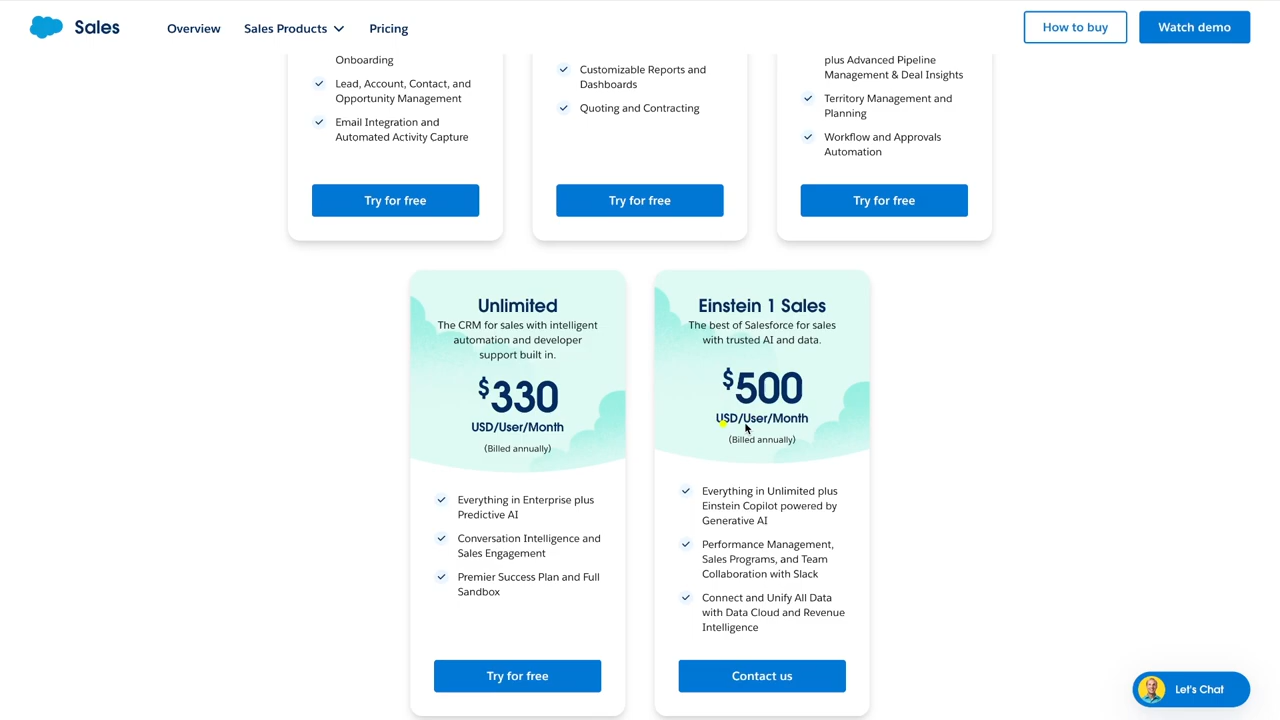 Sales
Overview
Sales Products
Pricing
How to buy
Watch demo
Onboarding
Lead, Account, Contact, and
Opportunity Management
Email Integration and
Automated Activity Capture
Try for free
Customizable Reports and
Dashboards
Quoting and Contracting
Try for free
plus Advanced Pipeline
Management & Deal Insights
Territory Management and
Planning
Workflow and Approvals
Automation
Try for free
Unlimited
The CRM for sales with intelligent
automation and developer
support built in.
$330
USD/User/Month
(Billed annually)
Everything in Enterprise plus
Predictive AI
Conversation Intelligence and
Sales Engagement
Premier Success Plan and Full
Sandbox
Try for free
Einstein 1 Sales
The best of Salesforce for sales
with trusted AI and data.
$500
USD/User/Month
(Billed annually)
Everything in Unlimited plus
Einstein Copilot powered by
Generative AI
Performance Management,
Sales Programs, and Team
Collaboration with Slack
Connect and Unify All Data
with Data Cloud and Revenue
Intelligence
Contact us
Let's Chat